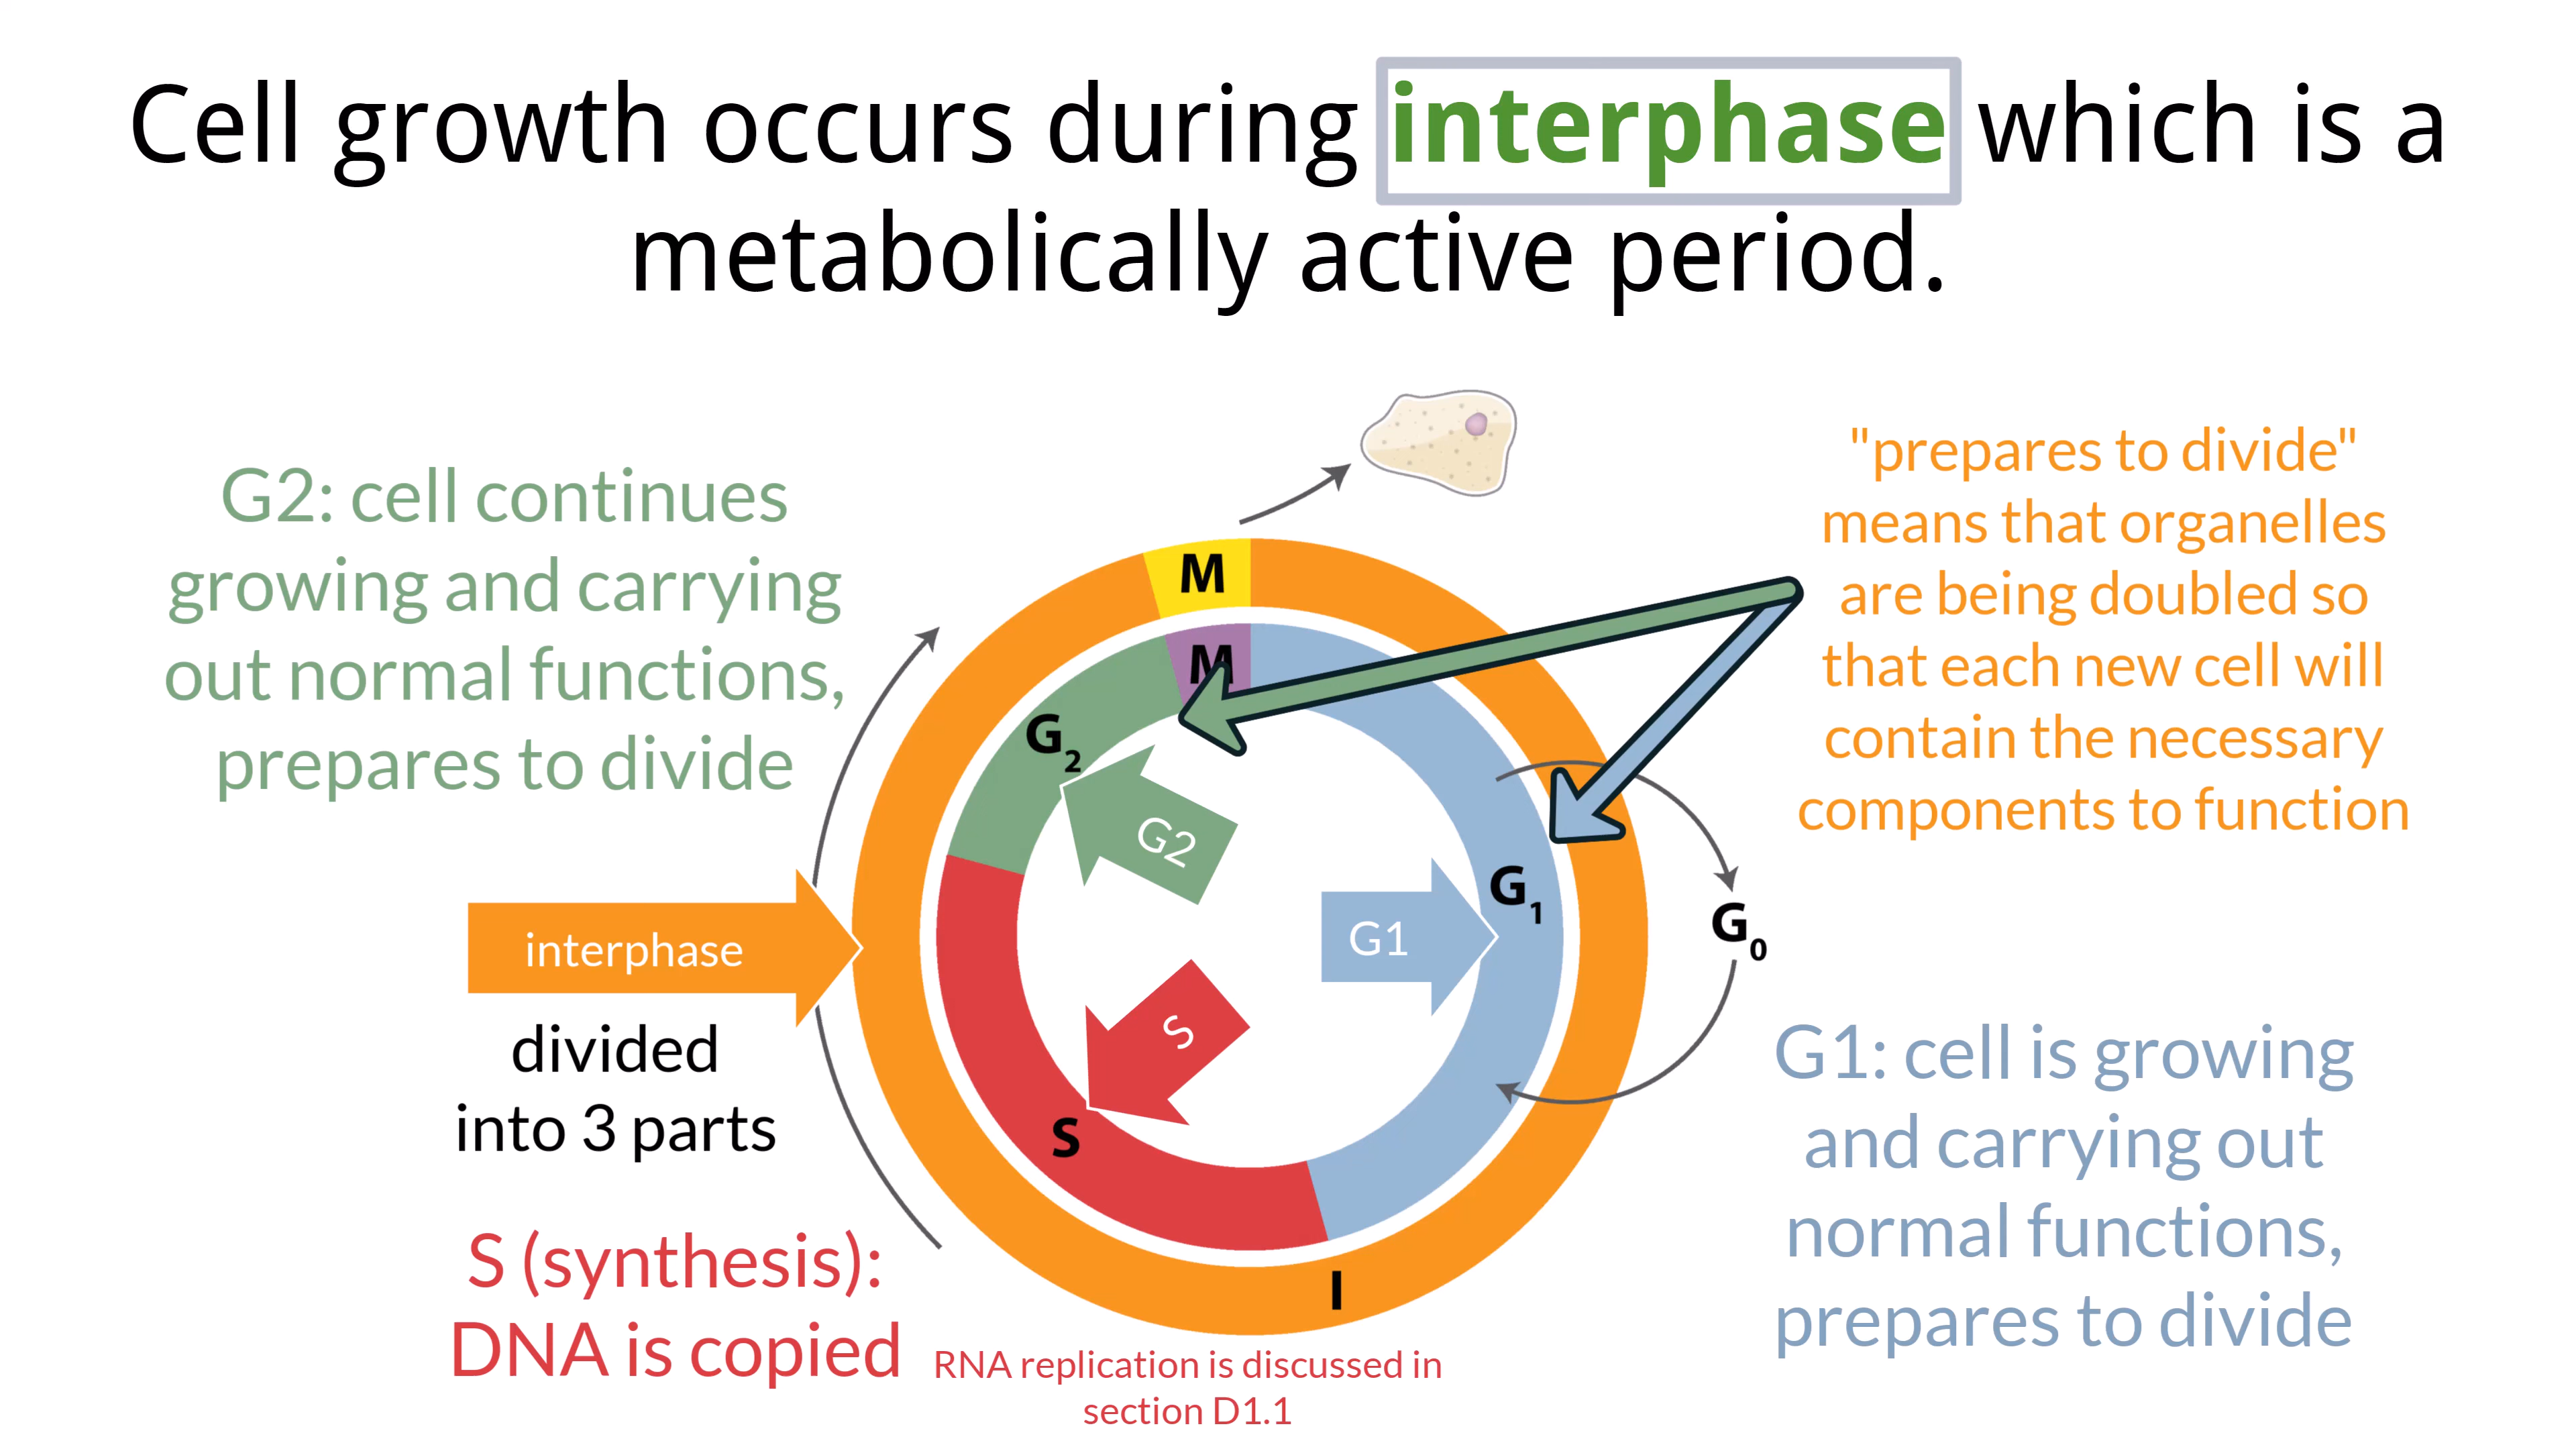 Cell growth occurs during interphase which is a
metabolically active period.
G2: cell continues
growing and carrying
out normal functions,
prepares to divide
"prepares to divide"
means that organelles
are being doubled so
that each new cell will
contain the necessary
components to function
M
M
G2
G2
G1
G1
G0
interphase
divided
into 3 parts
S
S
I
S (synthesis):
DNA is copied
RNA replication is discussed in
section D1.1
G1: cell is growing
and carrying out
normal functions,
prepares to divide